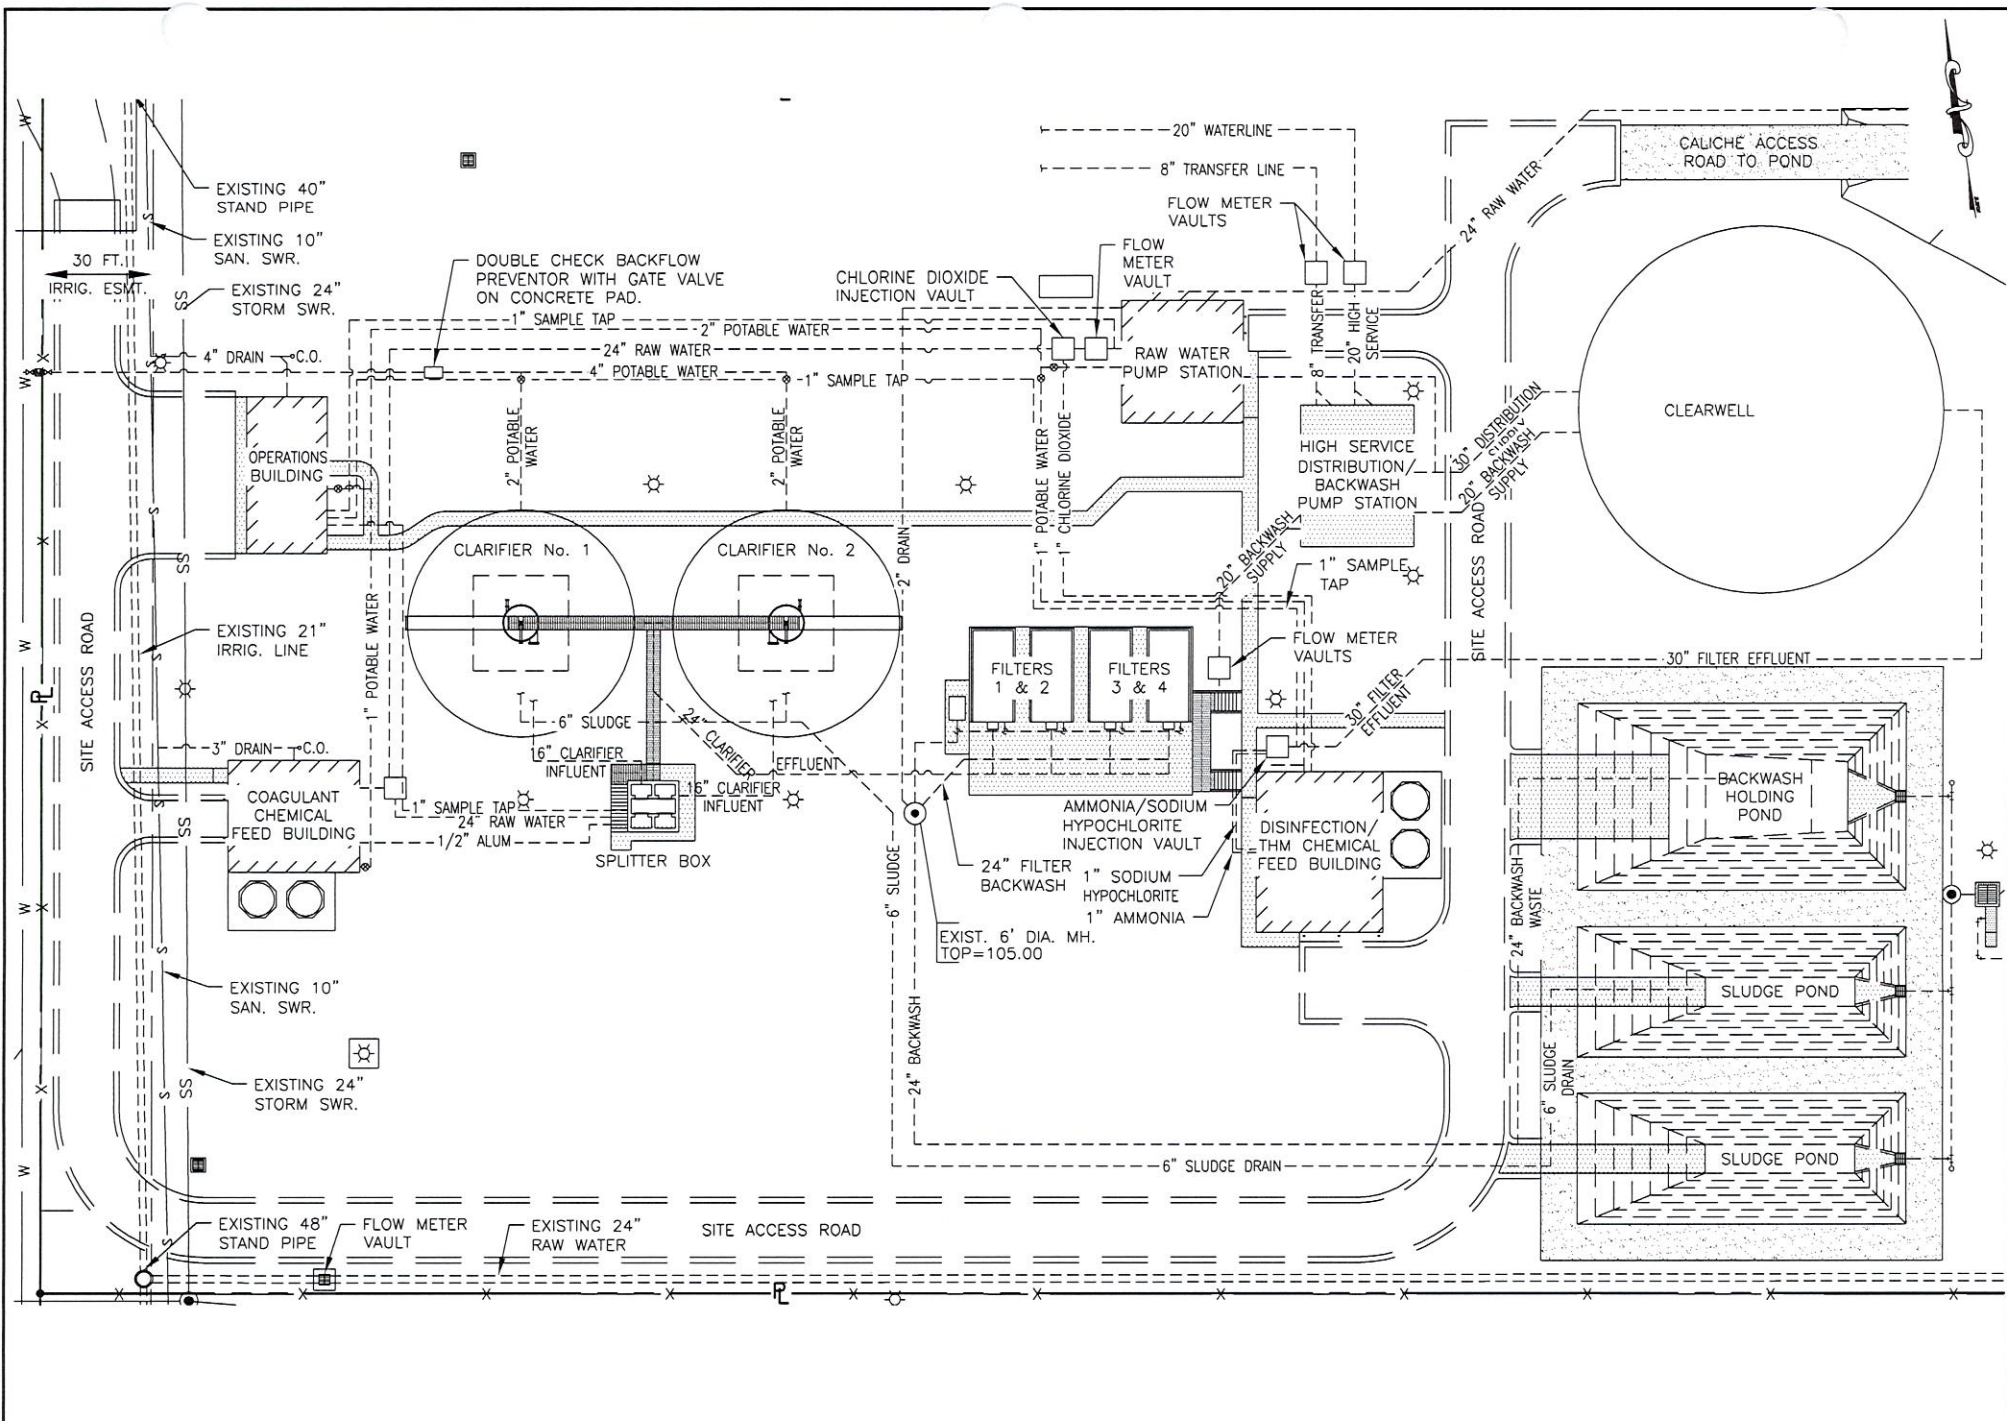 20" WATERLINE
8" TRANSFER LINE
FLOW METER
VAULTS
CALICHE ACCESS
ROAD TO POND
24" RAW WATER
EXISTING 40"
STAND PIPE
EXISTING 10"
SAN. SWR.
30 FT.
IRRIG. ESMT.
EXISTING 24"
STORM SWR.
DOUBLE CHECK BACKFLOW
PREVENTOR WITH GATE VALVE
ON CONCRETE PAD.
CHLORINE DIOXIDE
INJECTION VAULT
FLOW
METER
VAULT
1" SAMPLE TAP
2" POTABLE WATER
24" RAW WATER
4" POTABLE WATER
1" SAMPLE TAP
4" DRAIN
C.O.
RAW WATER
PUMP STATION
8" TRANSFER
20" HIGH
SERVICE
CLEARWELL
OPERATIONS
BUILDING
2" POTABLE
WATER
2" POTABLE
WATER
1" POTABLE WATER
1" CHLORINE DIOXIDE
HIGH SERVICE
DISTRIBUTION/
BACKWASH
PUMP STATION
30" DISTRIBUTION
SUPPLY
20" BACKWASH
SUPPLY
CLARIFIER No. 1
CLARIFIER No. 2
2" DRAIN
20" BACKWASH
SUPPLY
1" SAMPLE
TAP
SITE ACCESS ROAD
SITE ACCESS ROAD
EXISTING 21"
IRRIG. LINE
1" POTABLE WATER
FILTERS
1 & 2
FILTERS
3 & 4
FLOW METER
VAULTS
30" FILTER EFFLUENT
30" FILTER
EFFLUENT
6" SLUDGE
24" CLARIFIER
EFFLUENT
16" CLARIFIER
INFLUENT
16" CLARIFIER
INFLUENT
3" DRAIN
C.O.
COAGULANT
CHEMICAL
FEED BUILDING
1" SAMPLE TAP
24" RAW WATER
1/2" ALUM
SPLITTER BOX
AMMONIA/SODIUM
HYPOCHLORITE
INJECTION VAULT
DISINFECTION/
THM CHEMICAL
FEED BUILDING
BACKWASH
HOLDING
POND
24" FILTER
BACKWASH
1" SODIUM
HYPOCHLORITE
1" AMMONIA
6" SLUDGE
EXIST. 6' DIA. MH.
TOP=105.00
24" BACKWASH
WASTE
EXISTING 10"
SAN. SWR.
SLUDGE POND
24" BACKWASH
6" SLUDGE
DRAIN
EXISTING 24"
STORM SWR.
6" SLUDGE DRAIN
SLUDGE POND
EXISTING 48"
STAND PIPE
FLOW METER
VAULT
EXISTING 24"
RAW WATER
SITE ACCESS ROAD